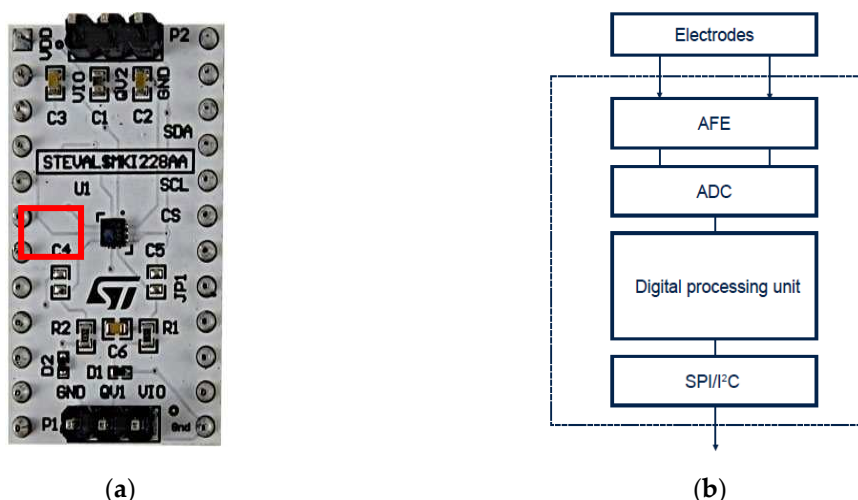 P2
VDD
VIO
QV2
GND
C3 C1 C2
SDA
STEVAL$MKI228AA
U1
SCL
CS
C4
C5
JP1
R2
R1
C6
D2
D1
GND QV1 VIO
P1
Gnd
(a)
Electrodes
AFE
ADC
Digital processing unit
SPI/I²C
(b)